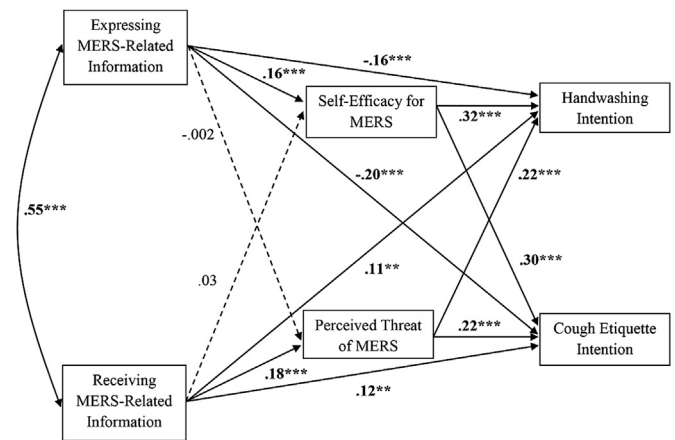 Expressing
MERS-Related
Information
-.16***
.16***
Self-Efficacy for
MERS
.32***
Handwashing
Intention
-.002
-.20***
.22***
.55***
.03
.11**
.30***
Perceived Threat
of MERS
.22***
Cough Etiquette
Intention
Receiving
MERS-Related
Information
.18***
.12**